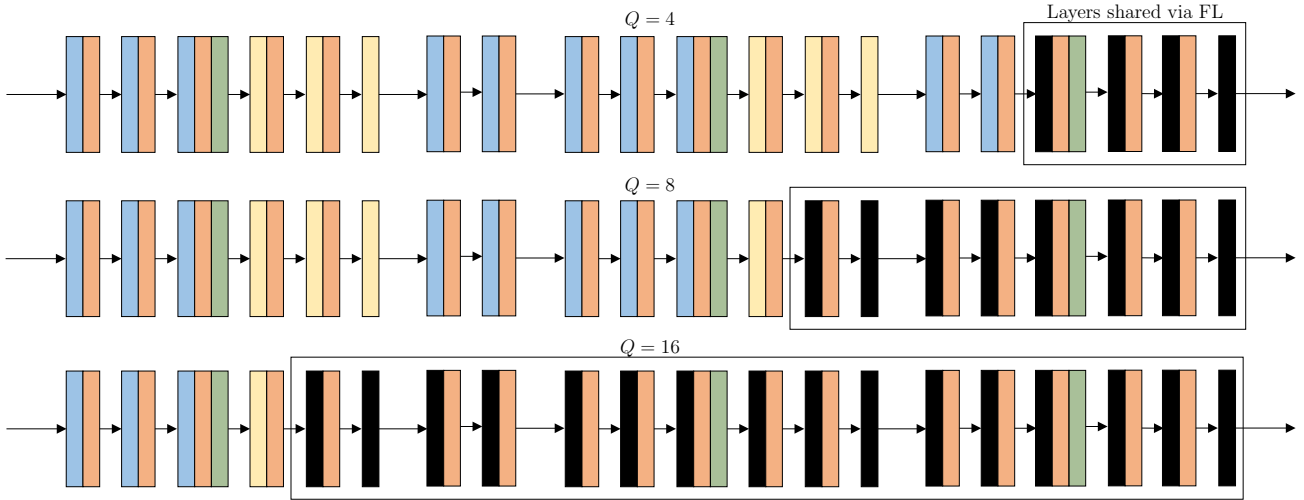 Q = 4
Layers shared via FL
Q = 8
Q = 16